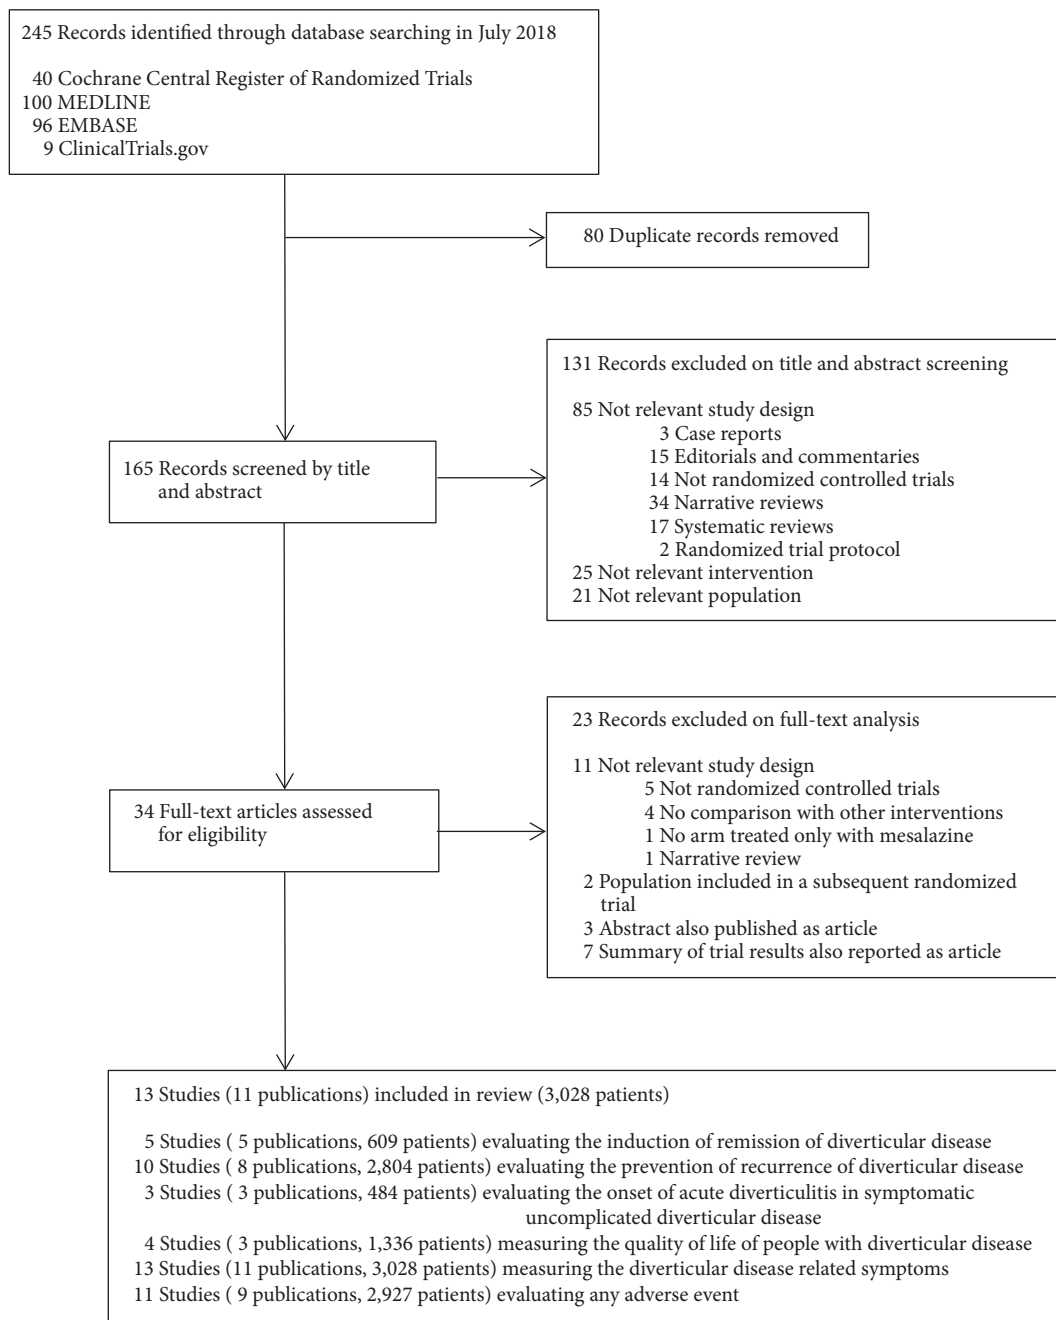 245 Records identified through database searching in July 2018
40 Cochrane Central Register of Randomized Trials
100 MEDLINE
96 EMBASE
9 ClinicalTrials.gov
80 Duplicate records removed
131 Records excluded on title and abstract screening
85 Not relevant study design
3 Case reports
15 Editorials and commentaries
14 Not randomized controlled trials
34 Narrative reviews
17 Systematic reviews
2 Randomized trial protocol
25 Not relevant intervention
21 Not relevant population
165 Records screened by title
and abstract
23 Records excluded on full-text analysis
11 Not relevant study design
5 Not randomized controlled trials
4 No comparison with other interventions
1 No arm treated only with mesalazine
1 Narrative review
2 Population included in a subsequent randomized
trial
3 Abstract also published as article
7 Summary of trial results also reported as article
34 Full-text articles assessed
for eligibility
13 Studies (11 publications) included in review (3,028 patients)
5 Studies ( 5 publications, 609 patients) evaluating the induction of remission of diverticular disease
10 Studies ( 8 publications, 2,804 patients) evaluating the prevention of recurrence of diverticular disease
3 Studies ( 3 publications, 484 patients) evaluating the onset of acute diverticulitis in symptomatic
uncomplicated diverticular disease
4 Studies ( 3 publications, 1,336 patients) measuring the quality of life of people with diverticular disease
13 Studies (11 publications, 3,028 patients) measuring the diverticular disease related symptoms
11 Studies ( 9 publications, 2,927 patients) evaluating any adverse event